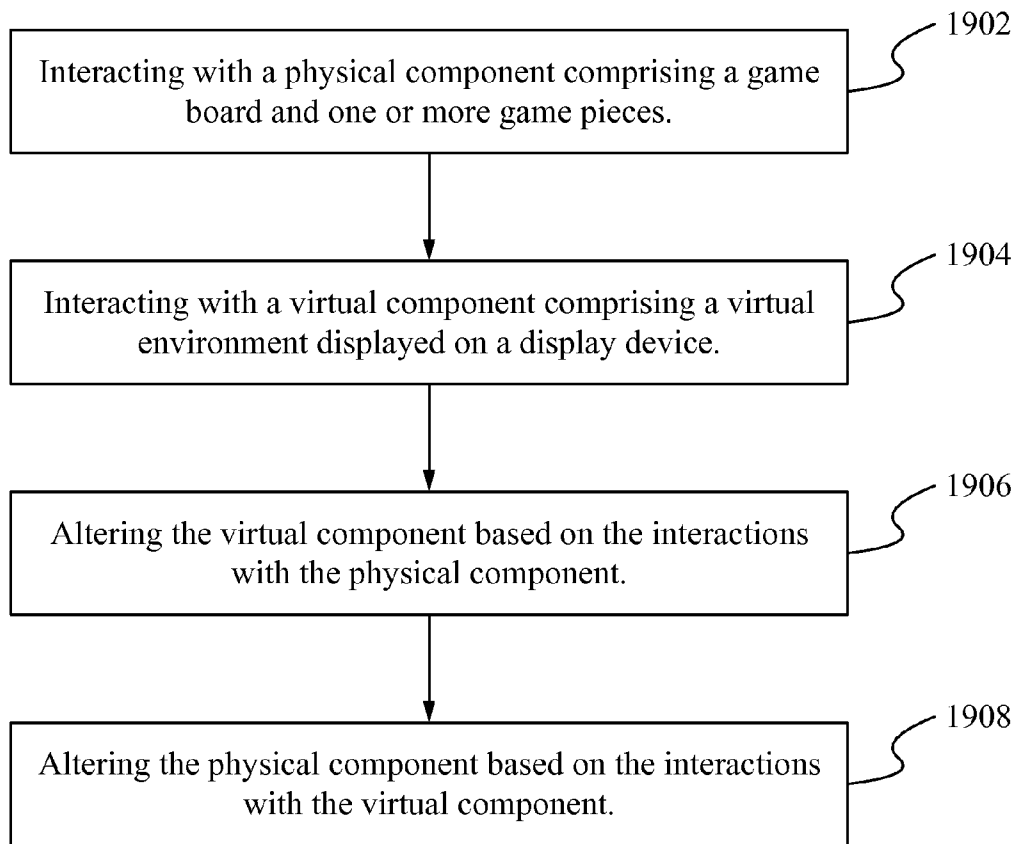 1902
Interacting with a physical component comprising a game
board and one or more game pieces.
1904
Interacting with a virtual component comprising a virtual
environment displayed on a display device.
1906
Altering the virtual component based on the interactions
with the physical component.
1908
Altering the physical component based on the interactions
with the virtual component.